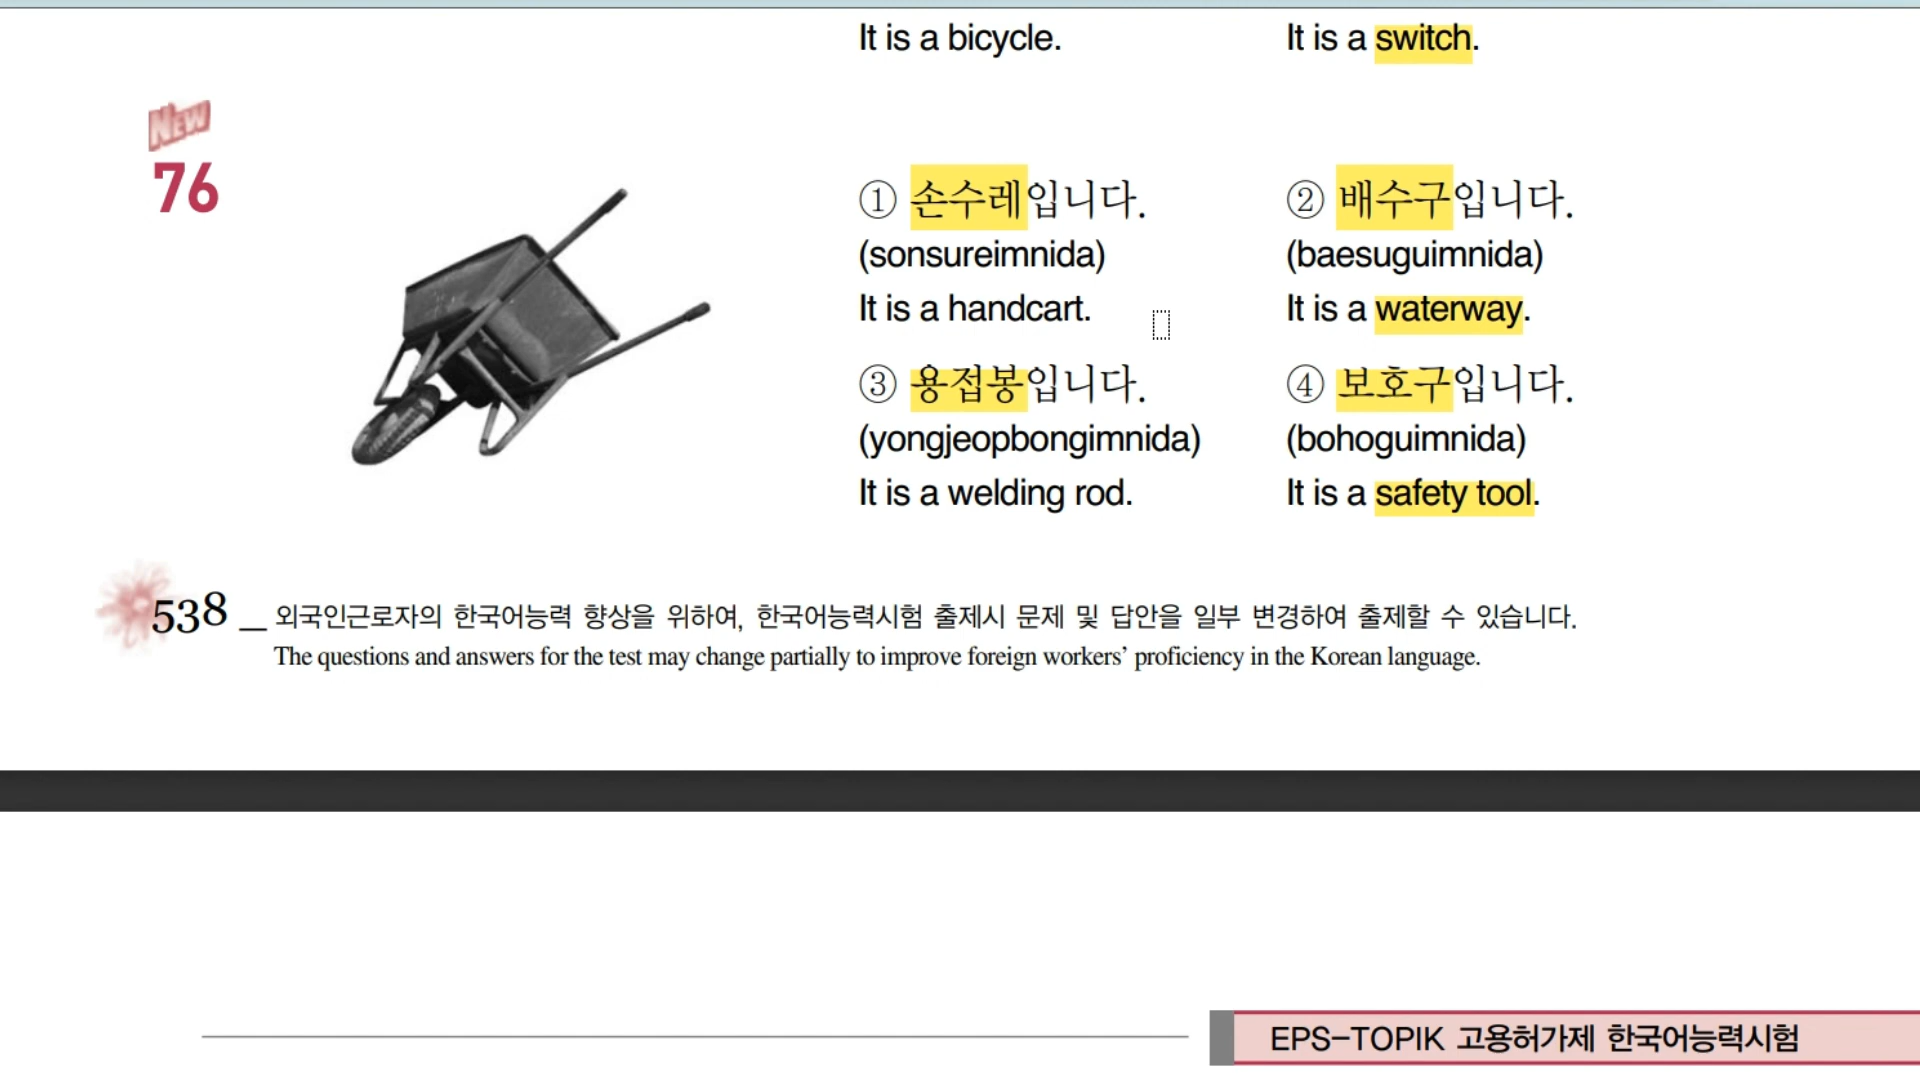 It is a bicycle. It is a switch.
NEW
76
① 손수레입니다. ② 배수구입니다.
(sonsureimnida) (baesuguimnida)
It is a handcart. It is a waterway.
③ 용접봉입니다. ④ 보호구입니다.
(yongjeopbongimnida) (bohoguimnida)
It is a welding rod. It is a safety tool.
538 _ 외국인근로자의 한국어능력 향상을 위하여, 한국어능력시험 출제시 문제 및 답안을 일부 변경하여 출제할 수 있습니다.
The questions and answers for the test may change partially to improve foreign workers’ proficiency in the Korean language.
EPS-TOPIK 고용허가제 한국어능력시험